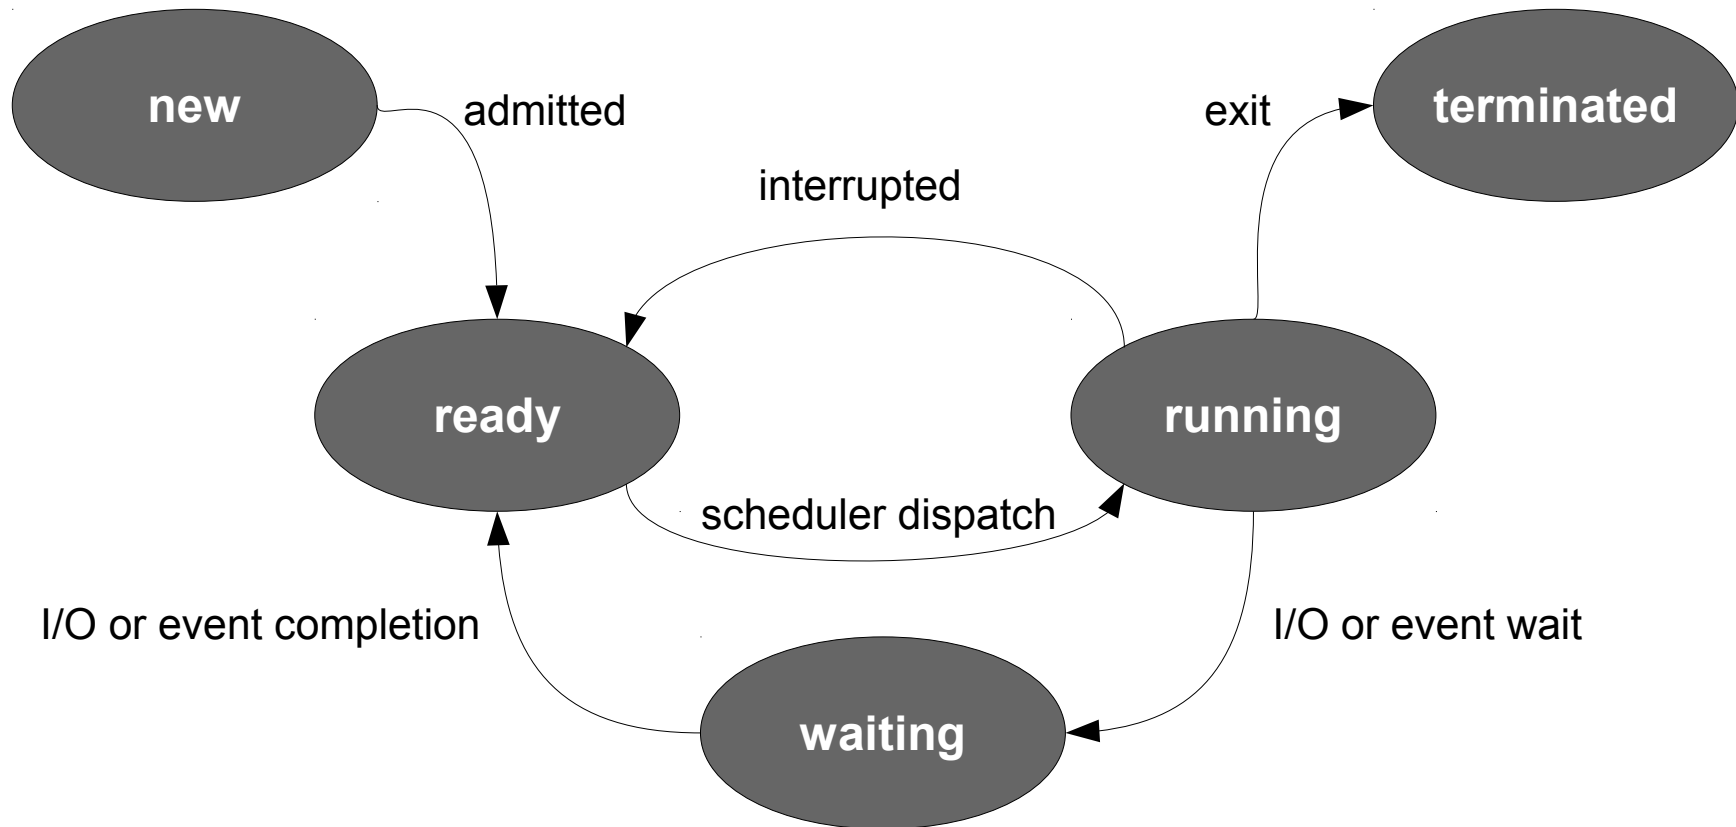 new
admitted
exit
terminated
interrupted
ready
running
scheduler dispatch
I/O or event completion
I/O or event wait
waiting